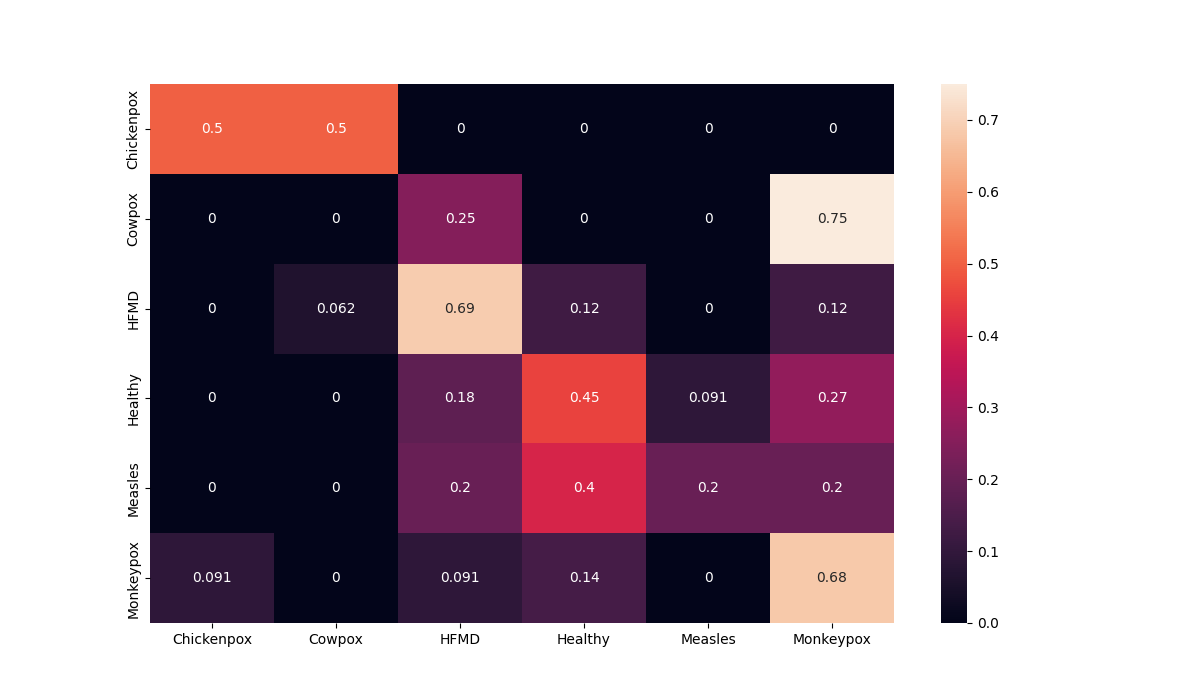 Chickenpox 0.5 0.5 0 0 0 0
Cowpox 0 0 0.25 0 0 0.75
HFMD 0 0.062 0.69 0.12 0 0.12
Healthy 0 0 0.18 0.45 0.091 0.27
Measles 0 0 0.2 0.4 0.2 0.2
Monkeypox 0.091 0 0.091 0.14 0 0.68
Chickenpox Cowpox HFMD Healthy Measles Monkeypox
0.7
0.6
0.5
0.4
0.3
0.2
0.1
0.0